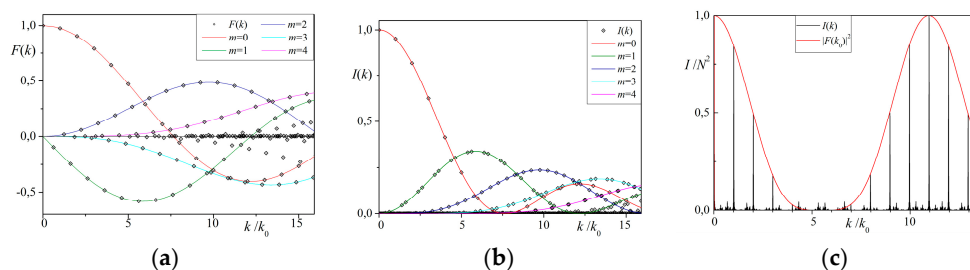 1,0
0,5
0,0
-0,5
F(k)
F(k)
m=0
m=1
m=2
m=3
m=4
0
5
10
15
k/k₀
(a)
1,0
0,5
0,0
I(k)
I(k)
m=0
m=1
m=2
m=3
m=4
0
5
10
15
k/k₀
(b)
1,0
0,5
0,0
I/N²
I(k)
|F(k₀)|²
5
10
k/k₀
(c)